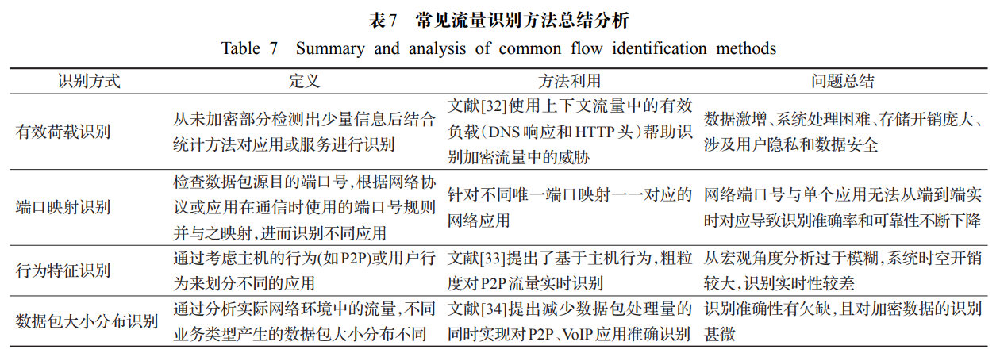 表7 常见流量识别方法总结分析
Table 7 Summary and analysis of common flow identification methods
识别方式 定义 方法利用 问题总结
有效荷载识别
从未加密部分检测出少量信息后结合
统计方法对应用或服务进行识别
文献[32]使用上下文流量中的有效
负载(DNS响应和HTTP头)帮助识
别加密流量中的威胁
数据激增、系统处理困难、存储开销庞大、
涉及用户隐私和数据安全
端口映射识别
检查数据包源目的端口号,根据网络协
议或应用在通信时使用的端口号规则
并与之映射,进而识别不同应用
针对不同唯一端口映射一一对应的
网络应用
网络端口号与单个应用无法从端到端实
时对应导致识别准确率和可靠性不断下降
行为特征识别
通过考虑主机的行为(如P2P)或用户行
为来划分不同的应用
文献[33]提出了基于主机行为,粗粒
度对P2P流量实时识别
从宏观角度分析过于模糊,系统时空开销
较大,识别实时性较差
数据包大小分布识别
通过分析实际网络环境中的流量,不同
业务类型产生的数据包大小分布不同
文献[34]提出减少数据包处理量的
同时实现对P2P、VoIP应用准确识别
识别准确性有欠缺,且对加密数据的识别
甚微